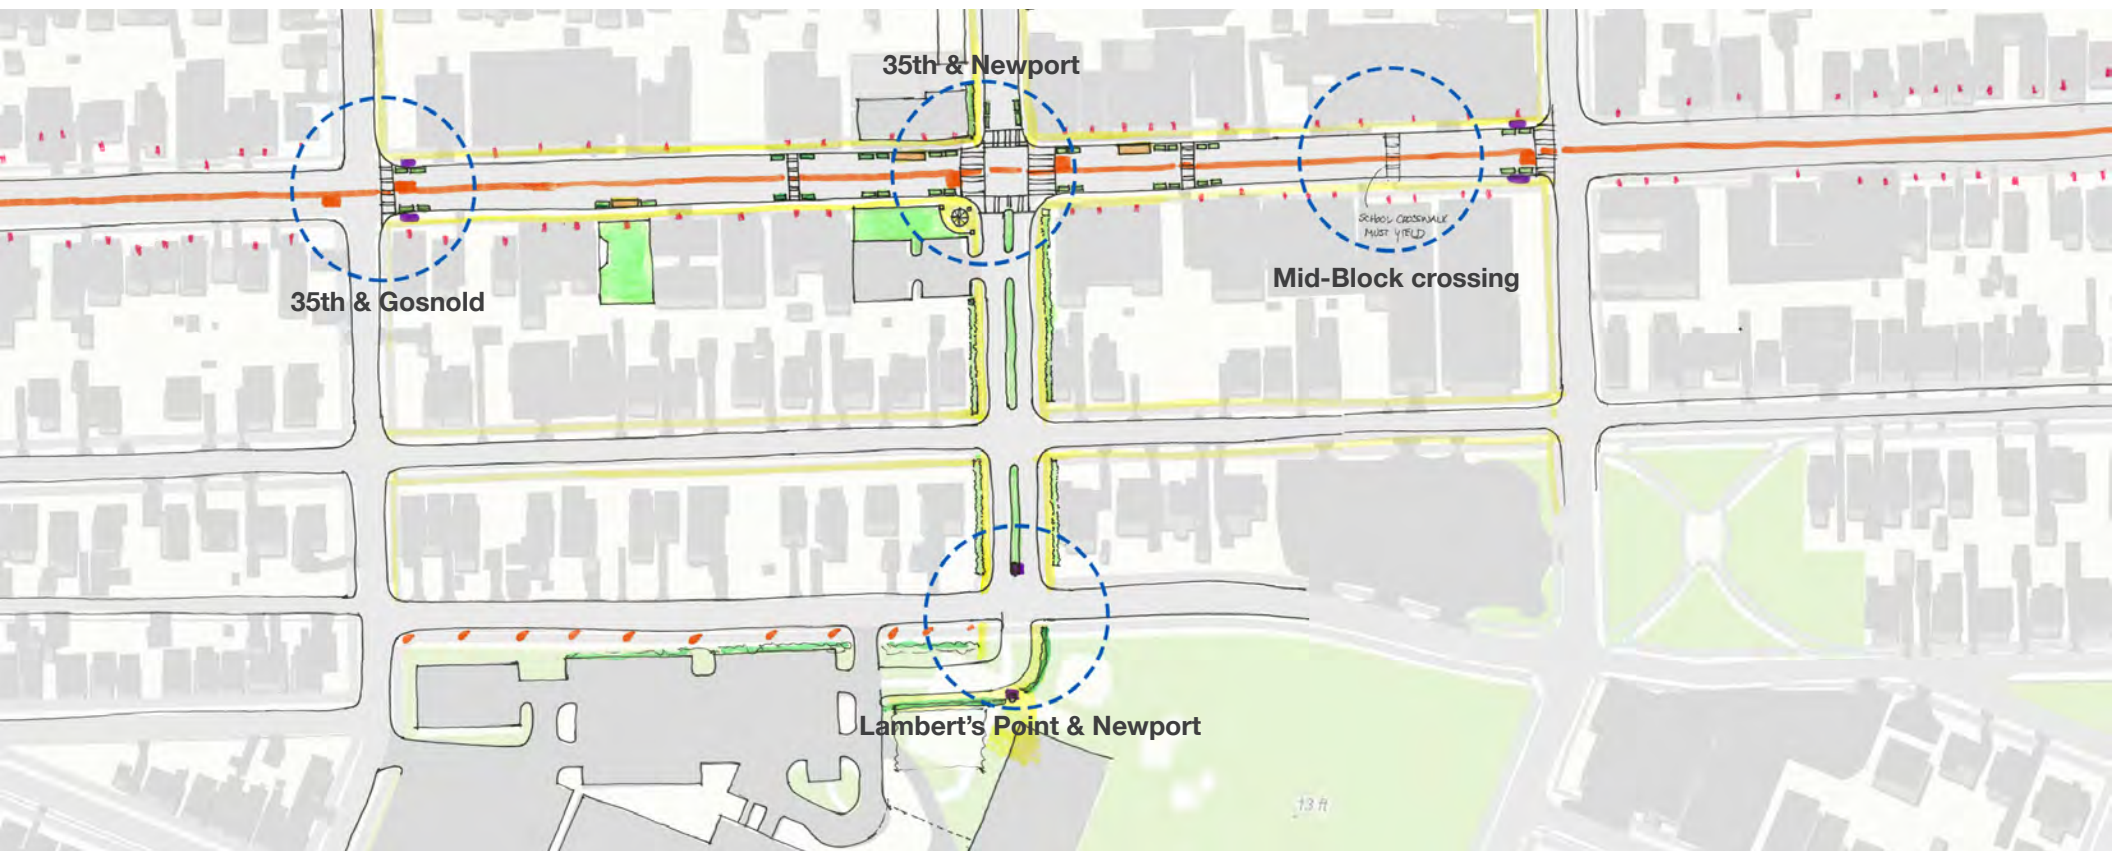 35th & Newport
SCHOOL CROSSWALK
MUST YIELD
Mid-Block crossing
35th & Gosnold
Lambert's Point & Newport
13 ft